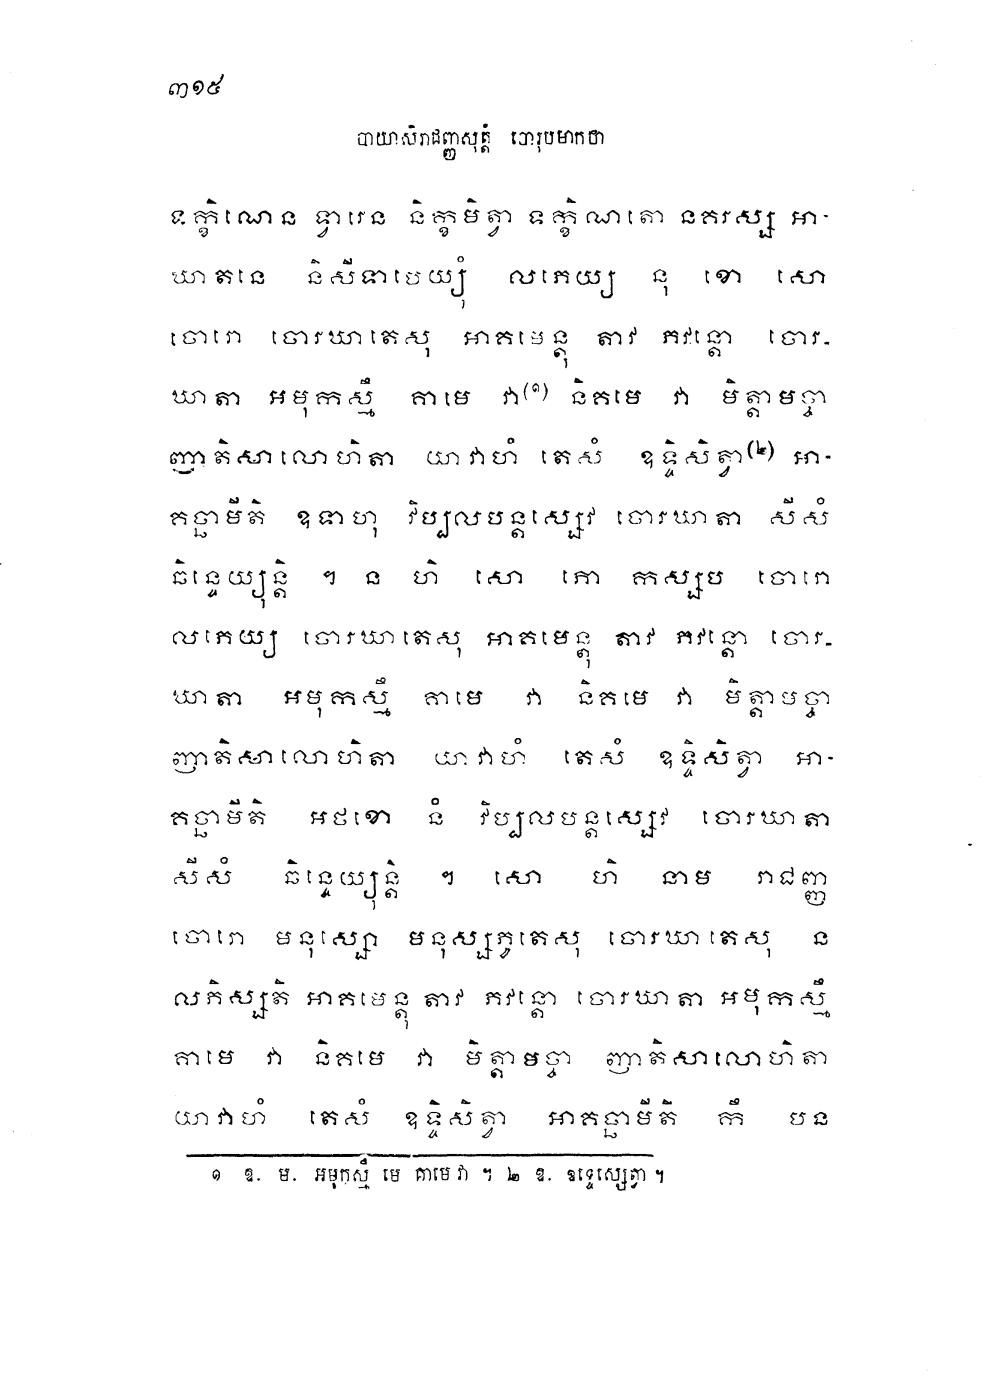 ៣១៥
បាយាសិរាជញ្ញសុត្តំ ចោរុបមាកថា
ទក្ខិណេន ទ្វារេន និក្ខមិត្វា ទក្ខិណតោ នគរស្ស អា-
ឃាតនេ និសីទាបេយ្យុំ លភេយ្យ នុ ខោ សោ
ចោរោ ចោរឃាតេសុ អាគមេន្តុ តាវ ភវន្តោ ចោរ-
ឃាតា អមុកស្មឹ គាមេ វា(១) និគមេ វា មិត្តាមច្ចា
ញាតិសាលោហិតា យាវាហំ តេសំ ឧទ្ទិសិត្វា(២) អា-
គច្ឆាមីតិ ឧទាហុ វិប្បលបន្តស្សេវ ចោរឃាតា សីសំ
ឆិន្ទេយ្យុន្តិ ។ ន ហិ សោ ភោ កស្សប ចោរោ
លភេយ្យ ចោរឃាតេសុ អាគមេន្តុ តាវ ភវន្តោ ចោរ-
ឃាតា អមុកស្មឹ គាមេ វា និគមេ វា មិត្តាមច្ចា
ញាតិសាលោហិតា យាវាហំ តេសំ ឧទ្ទិសិត្វា អា-
គច្ឆាមីតិ អថខោ នំ វិប្បលបន្តស្សេវ ចោរឃាតា
សីសំ ឆិន្ទេយ្យុន្តិ ។ សោ ហិ នាម រាជញ្ញ
ចោរោ មនុស្សោ មនុស្សភូតេសុ ចោរឃាតេសុ ន
លភិស្សតិ អាគមេន្តុ តាវ ភវន្តោ ចោរឃាតា អមុកស្មឹ
គាមេ វា និគមេ វា មិត្តាមច្ចា ញាតិសាលោហិតា
យាវាហំ តេសំ ឧទ្ទិសិត្វា អាគច្ឆាមីតិ កឹ បន
១ ឧ. ម. អមុកស្មឹ មេ គាមេ វា ។ ២ ឧ. ឧទ្ទេស្សេត្វា ។